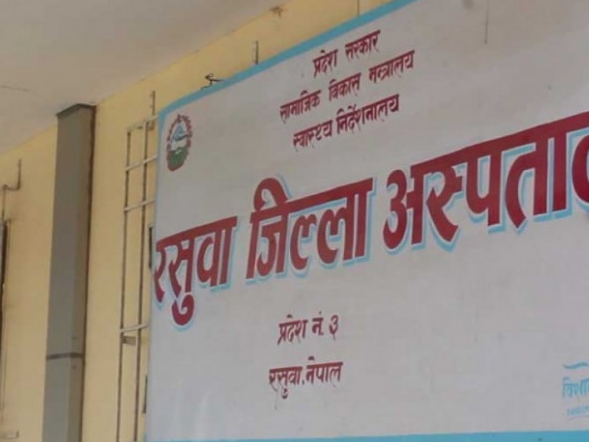 प्रदेश सरकार
सामाजिक विकास मन्त्रालय
स्वास्थ्य निर्देशनालय
रसुवा जिल्ला अस्पताल
प्रदेश नं. ३
रसुवा, नेपाल